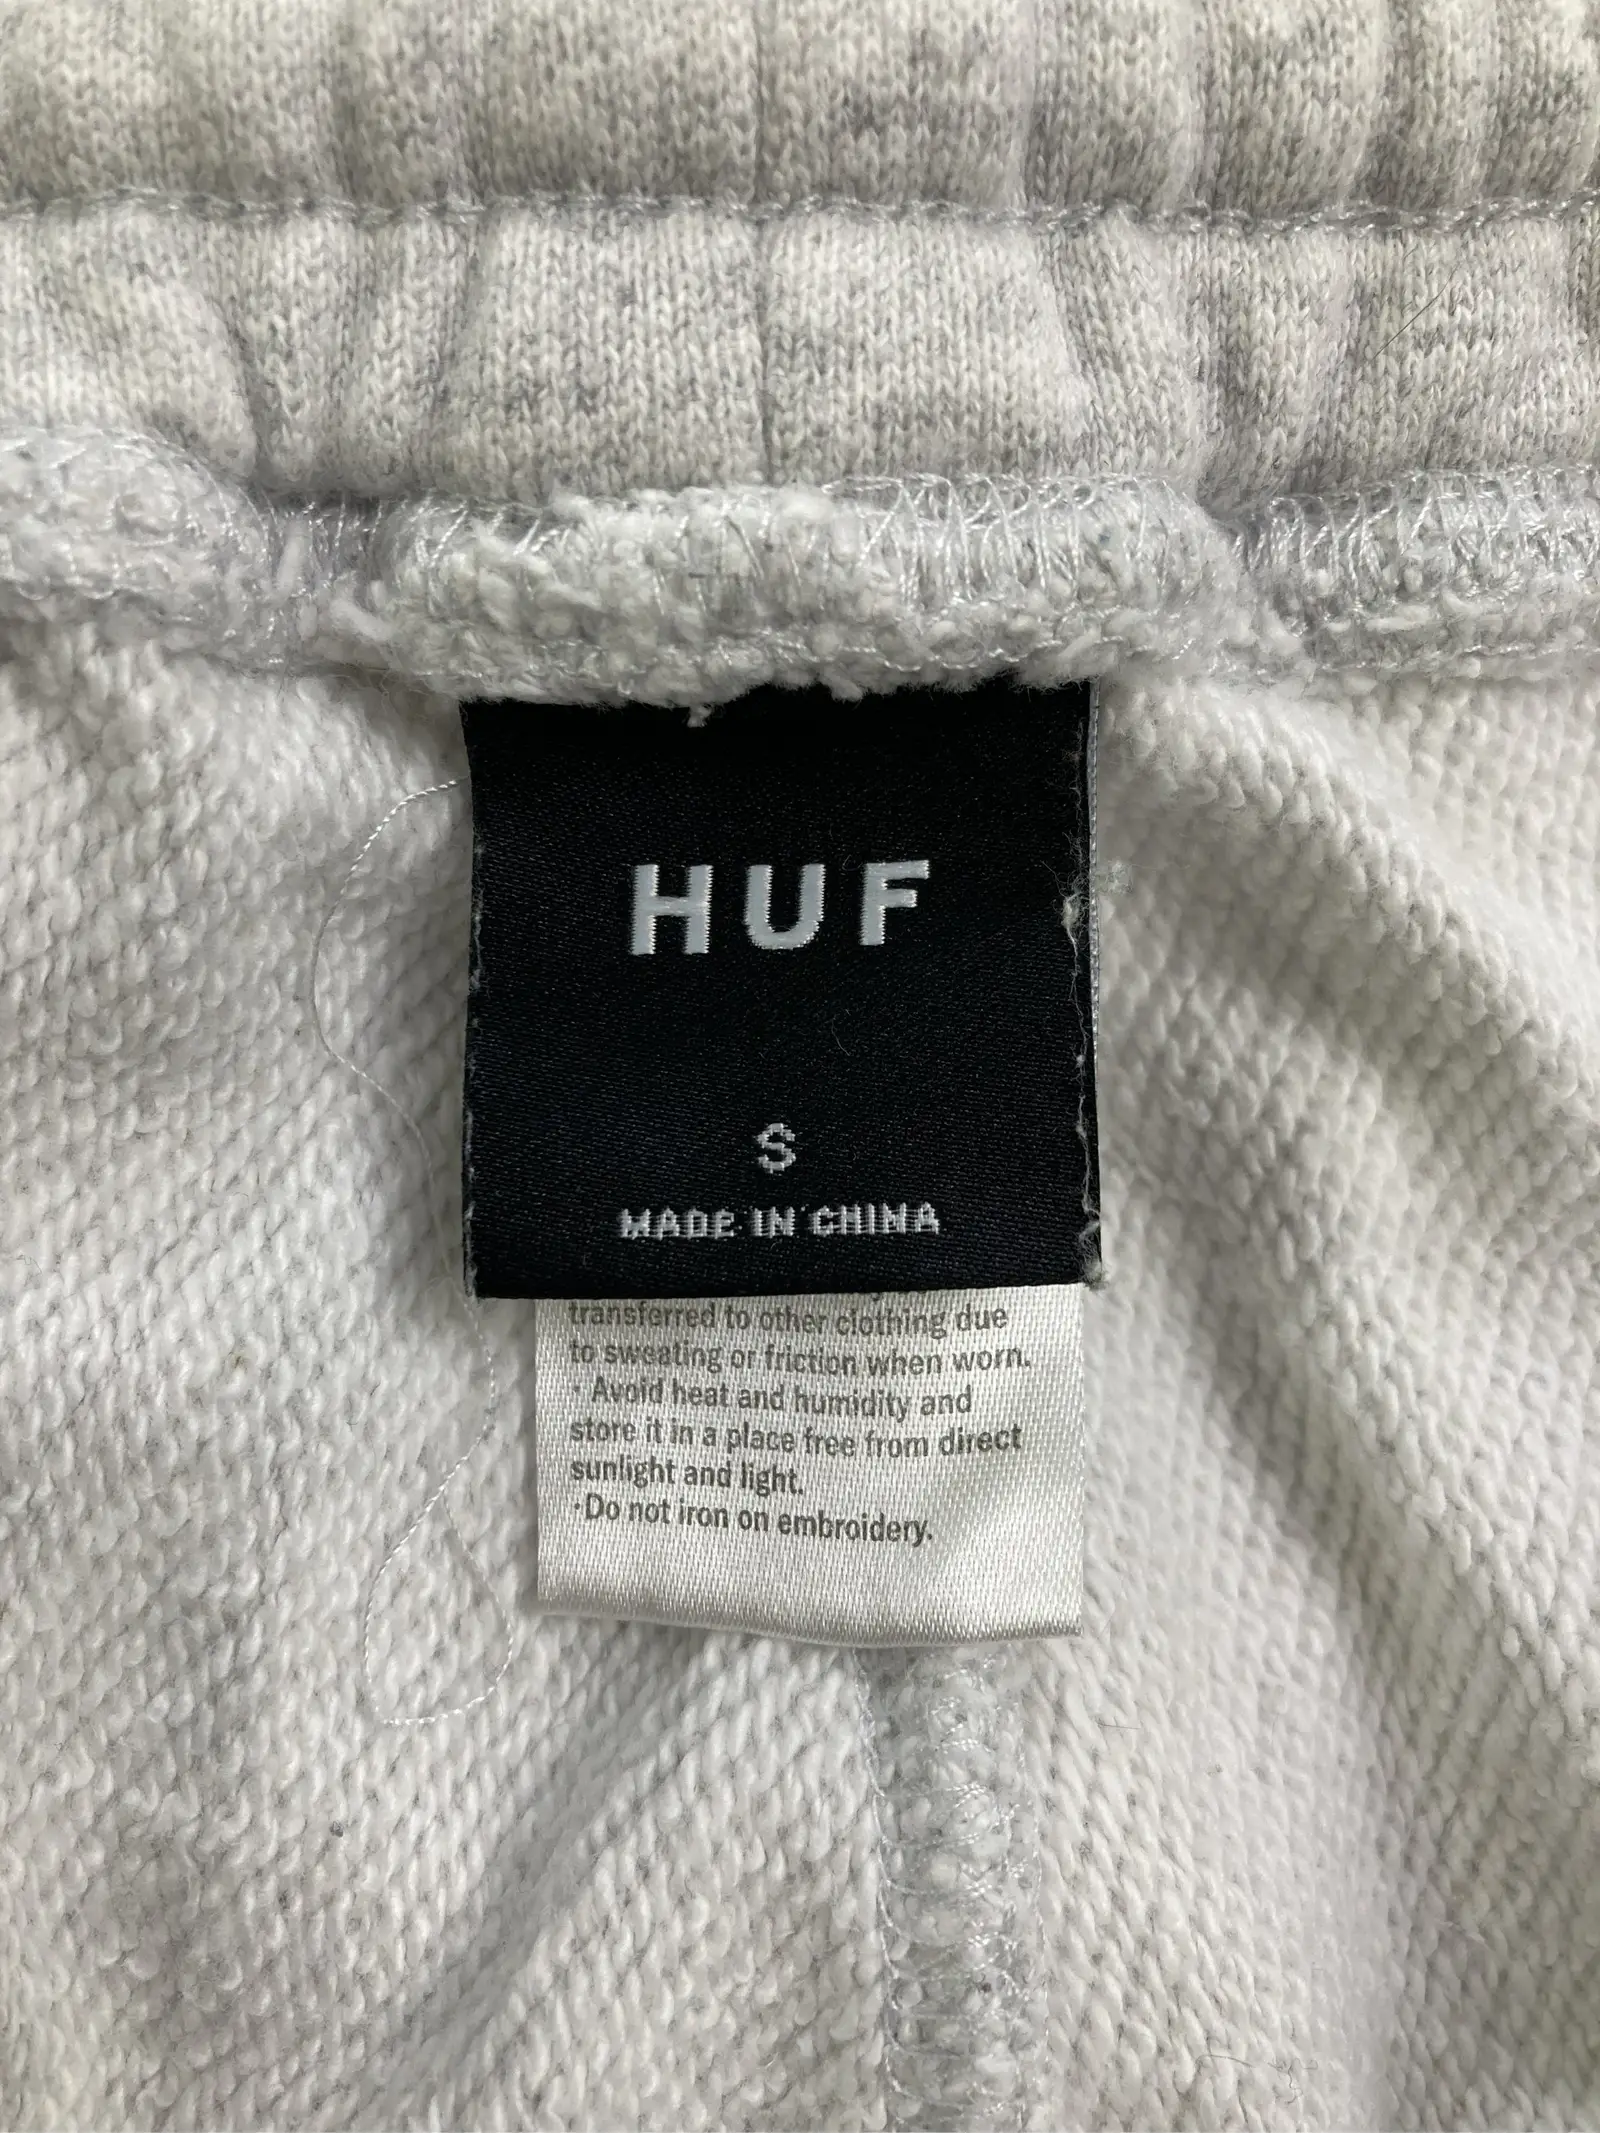 HUF
S
MADE IN CHINA
transferred to other clothing due
to sweating or friction when worn.
· Avoid heat and humidity and
store it in a place free from direct
sunlight and light.
·Do not iron on embroidery.